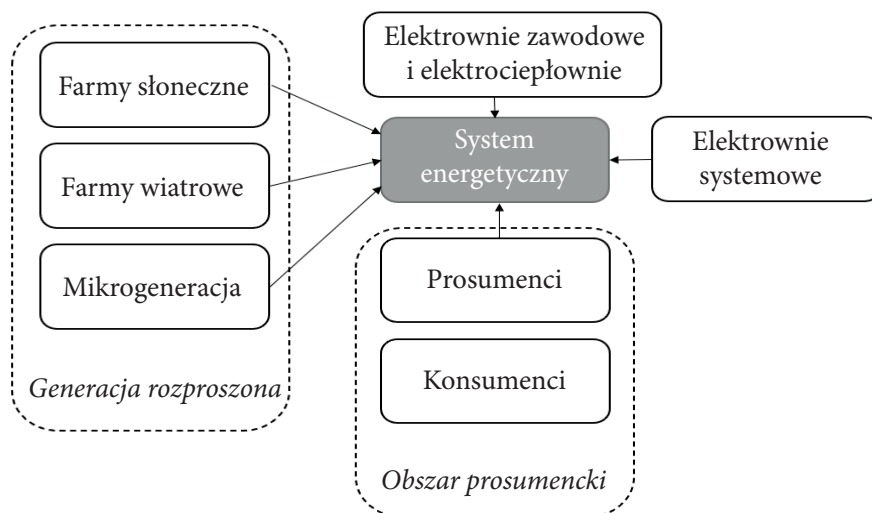 Elektrownie zawodowe
i elektrociepłownie
Farmy słoneczne
System
energetyczny
Elektrownie
systemowe
Farmy wiatrowe
Mikrogeneracja
Generacja rozproszona
Prosumenci
Konsumenci
Obszar prosumencki